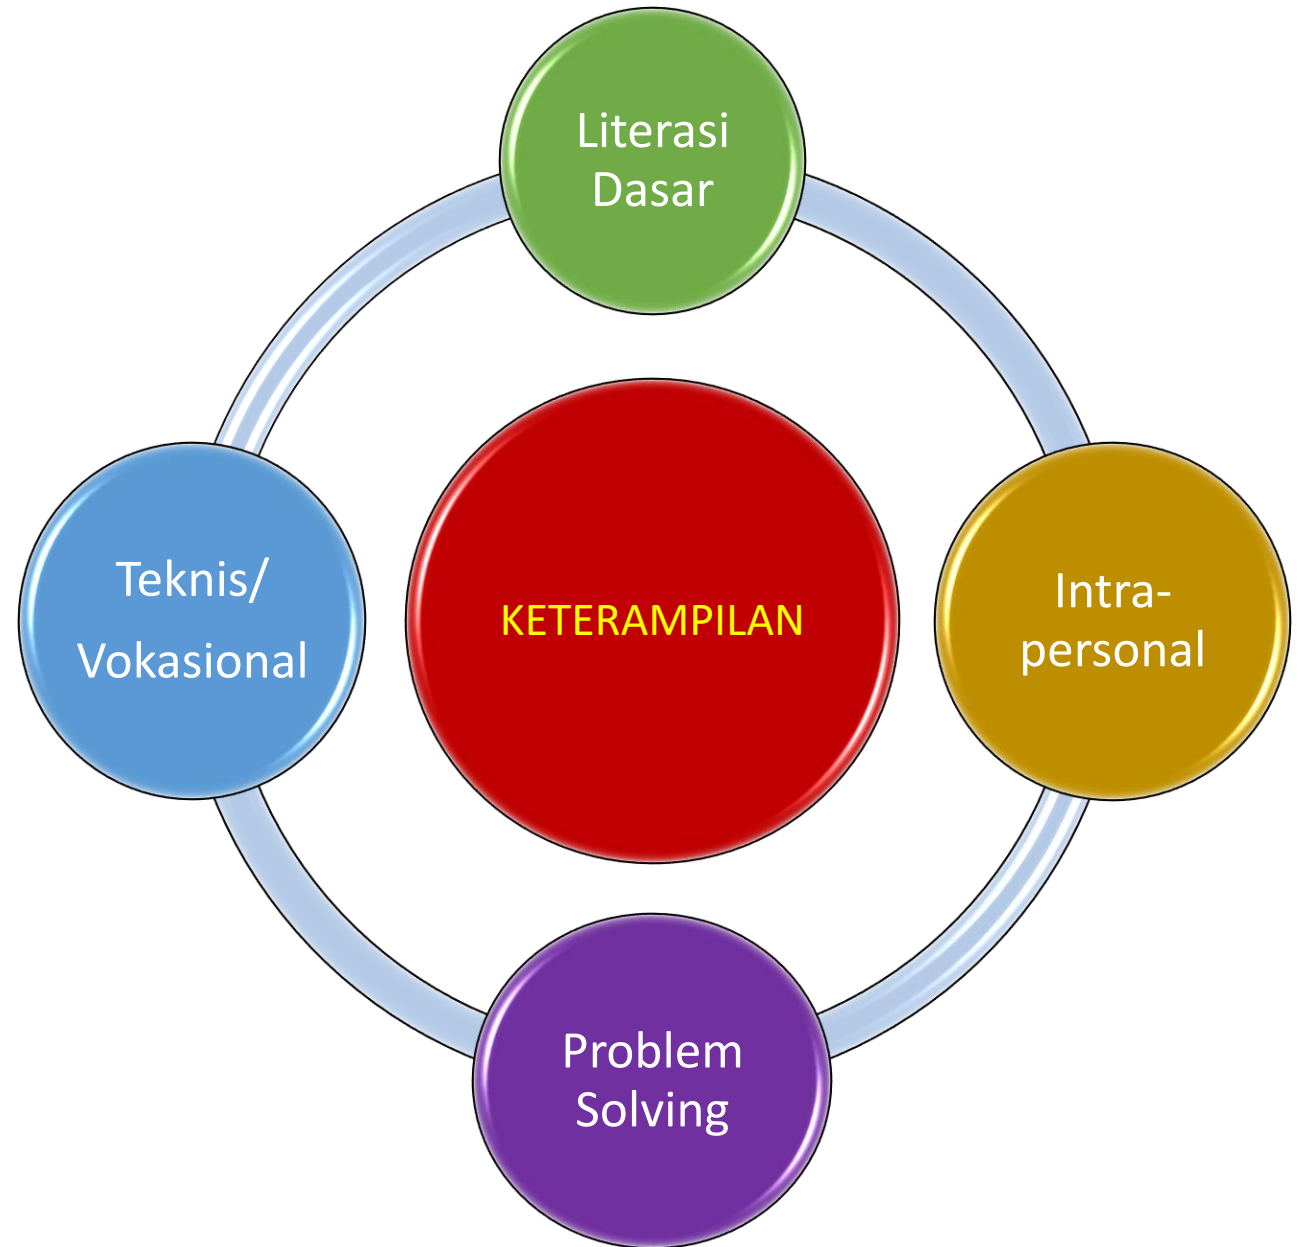 Literasi
Dasar
Teknis/
Vokasional
KETERAMPILAN
Intra-
personal
Problem
Solving